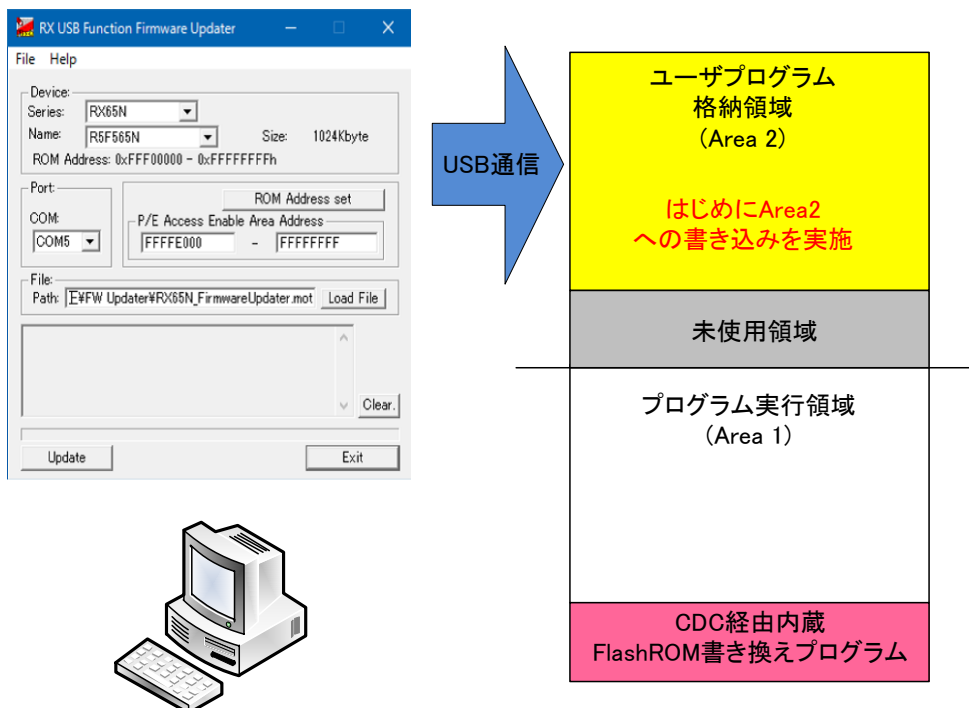 RX USB Function Firmware Updater
File Help
Device:
Series: RX65N
Name: R5F565N Size: 1024Kbyte
ROM Address: 0xFFF00000 - 0xFFFFFFFFh
Port:
COM:
COM5
ROM Address set
P/E Access Enable Area Address
FFFFE000 - FFFFFFFF
File:
Path: E¥FW Updater¥RX65N_FirmwareUpdater.mot Load File
Clear.
Update Exit
USB通信
ユーザプログラム
格納領域
(Area 2)
はじめにArea2
への書き込みを実施
未使用領域
プログラム実行領域
(Area 1)
CDC経由内蔵
FlashROM書き換えプログラム